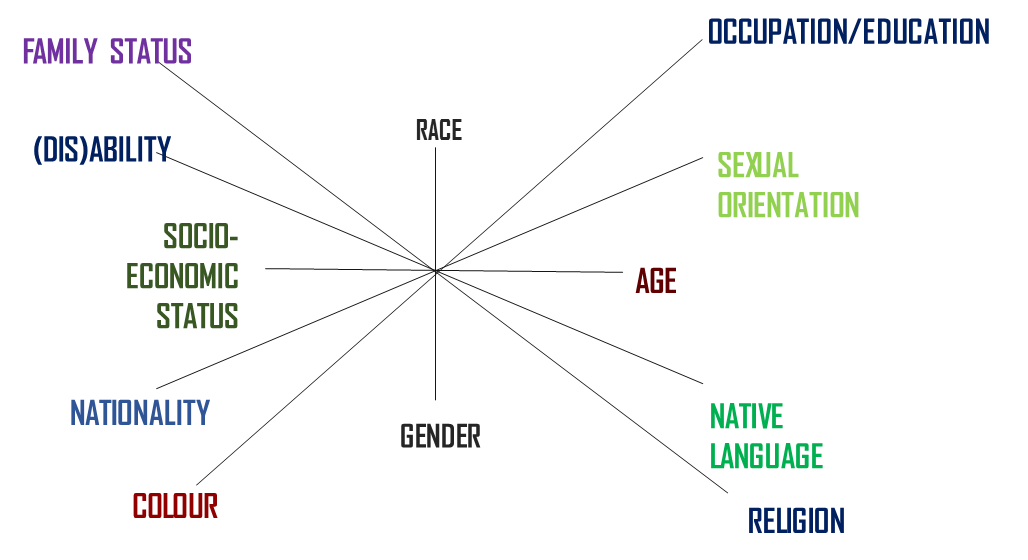 FAMILY STATUS
OCCUPATION/EDUCATION
RACE
(DIS)ABILITY
SEXUAL
ORIENTATION
SOCIO-
ECONOMIC
STATUS
AGE
NATIONALITY
GENDER
NATIVE
LANGUAGE
COLOUR
RELIGION